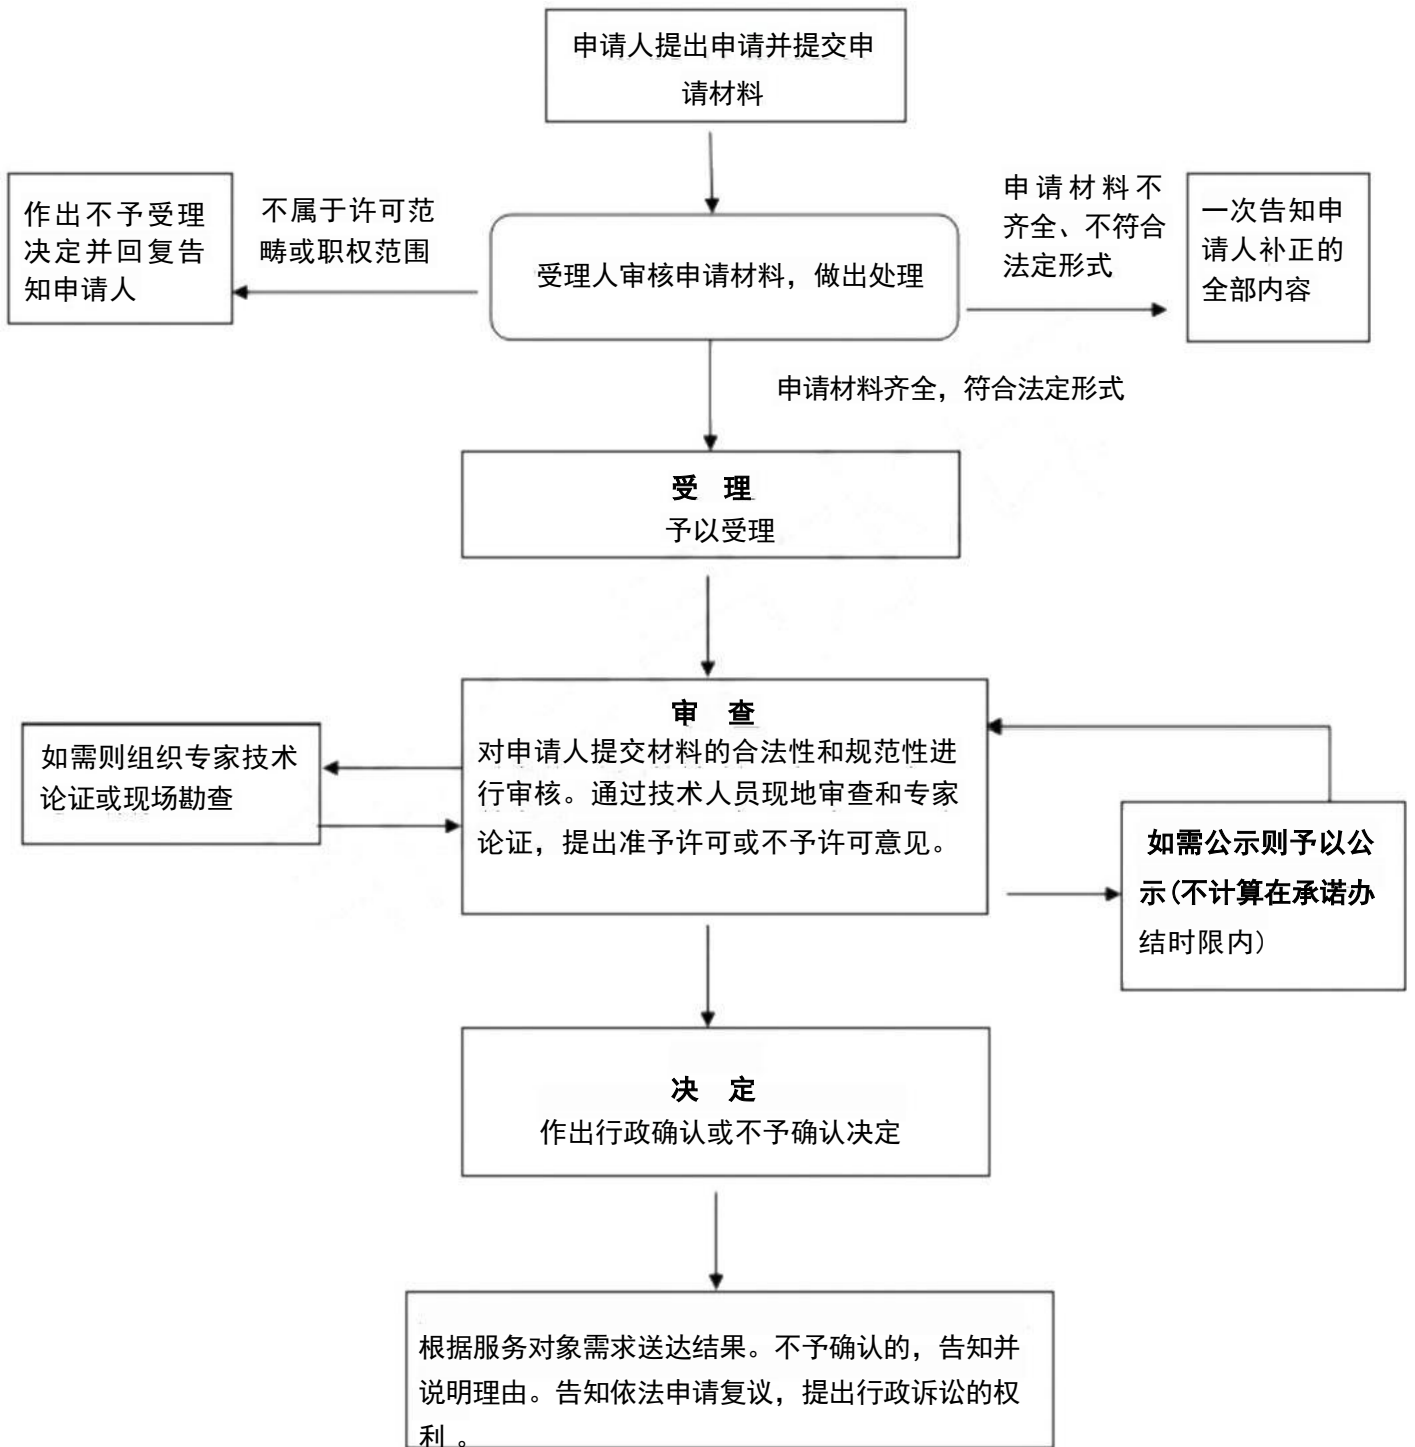 申请人提出申请并提交申
请材料
作出不予受理
决定并回复告
知申请人
不属于许可范
畴或职权范围
受理人审核申请材料，做出处理
申请材料不
齐全、不符合
法定形式
一次告知申
请人补正的
全部内容
申请材料齐全，符合法定形式
受 理
予以受理
审 查
对申请人提交材料的合法性和规范性进
行审核。通过技术人员现地审查和专家
论证，提出准予许可或不予许可意见。
如需则组织专家技术
论证或现场勘查
如需公示则予以公
示(不计算在承诺办
结时限内)
决 定
作出行政确认或不予确认决定
根据服务对象需求送达结果。不予确认的，告知并
说明理由。告知依法申请复议，提出行政诉讼的权
利 。